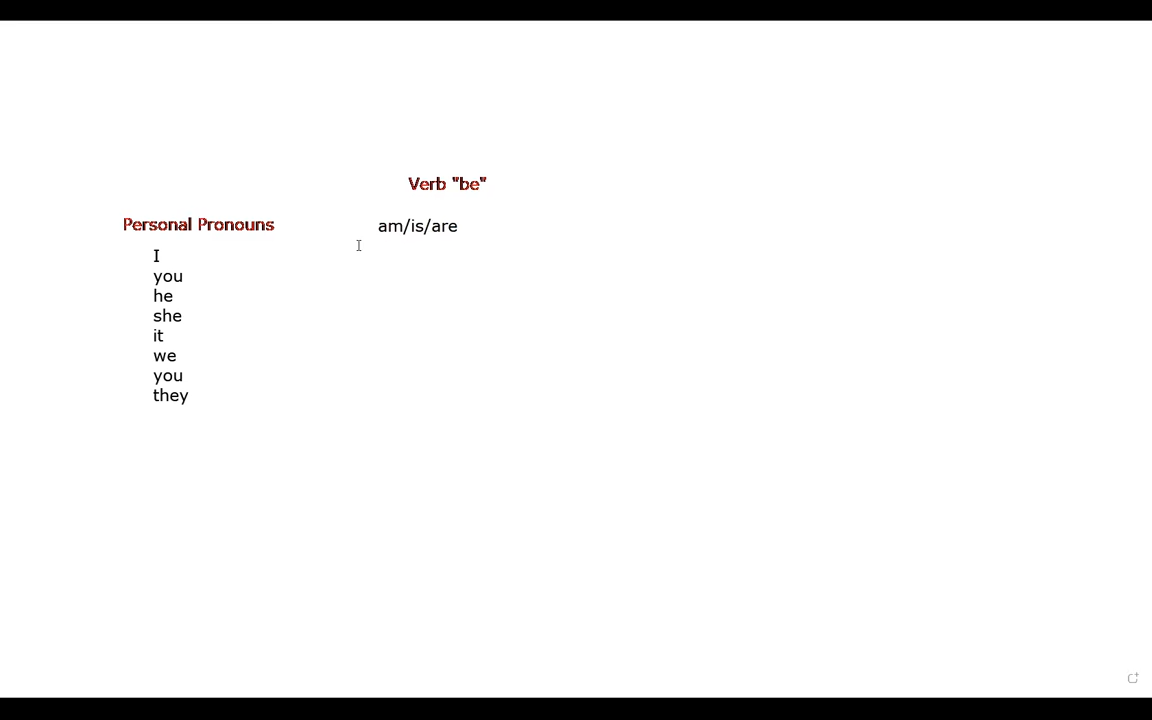 Verb "be"
Personal Pronouns
am/is/are
I
you
he
she
it
we
you
they